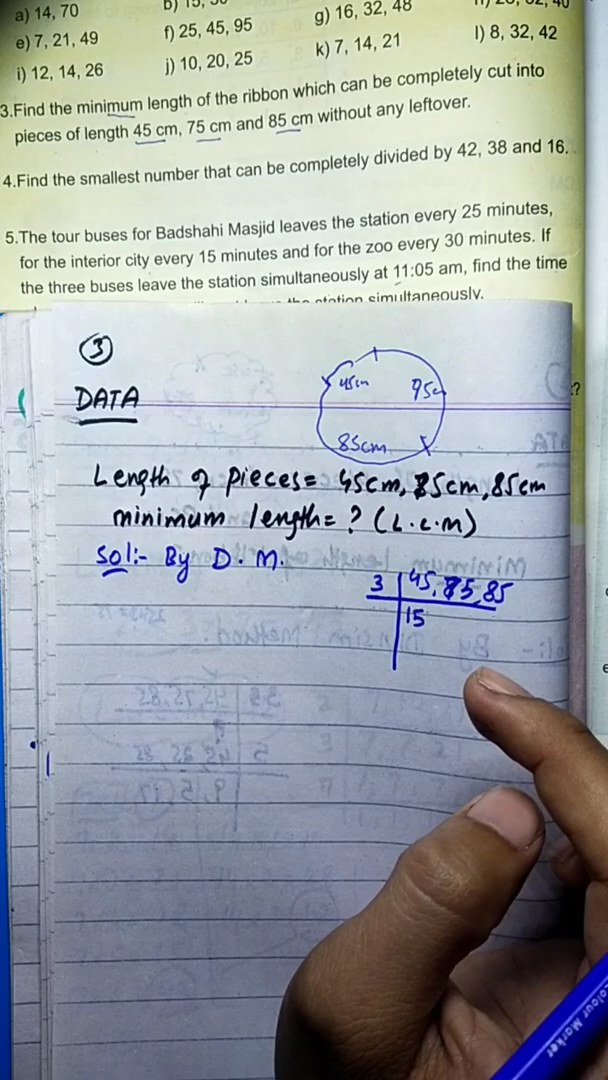 a) 14, 70
g) 16, 32, 48
e) 7, 21, 49
f) 25, 45, 95
k) 7, 14, 21
l) 8, 32, 42
i) 12, 14, 26
j) 10, 20, 25
3.Find the minimum length of the ribbon which can be completely cut into
pieces of length 45 cm, 75 cm and 85 cm without any leftover.
4.Find the smallest number that can be completely divided by 42, 38 and 16.
5.The tour buses for Badshahi Masjid leaves the station every 25 minutes,
for the interior city every 15 minutes and for the zoo every 30 minutes. If
the three buses leave the station simultaneously at 11:05 am, find the time
the station simultaneously.
3
DATA
45cm
85cm
Length of pieces= 45cm, 75cm, 85cm
minimum length= ? (L.C.M)
Sol:- By D.M.
3 45, 75, 85
15
Colour Marker